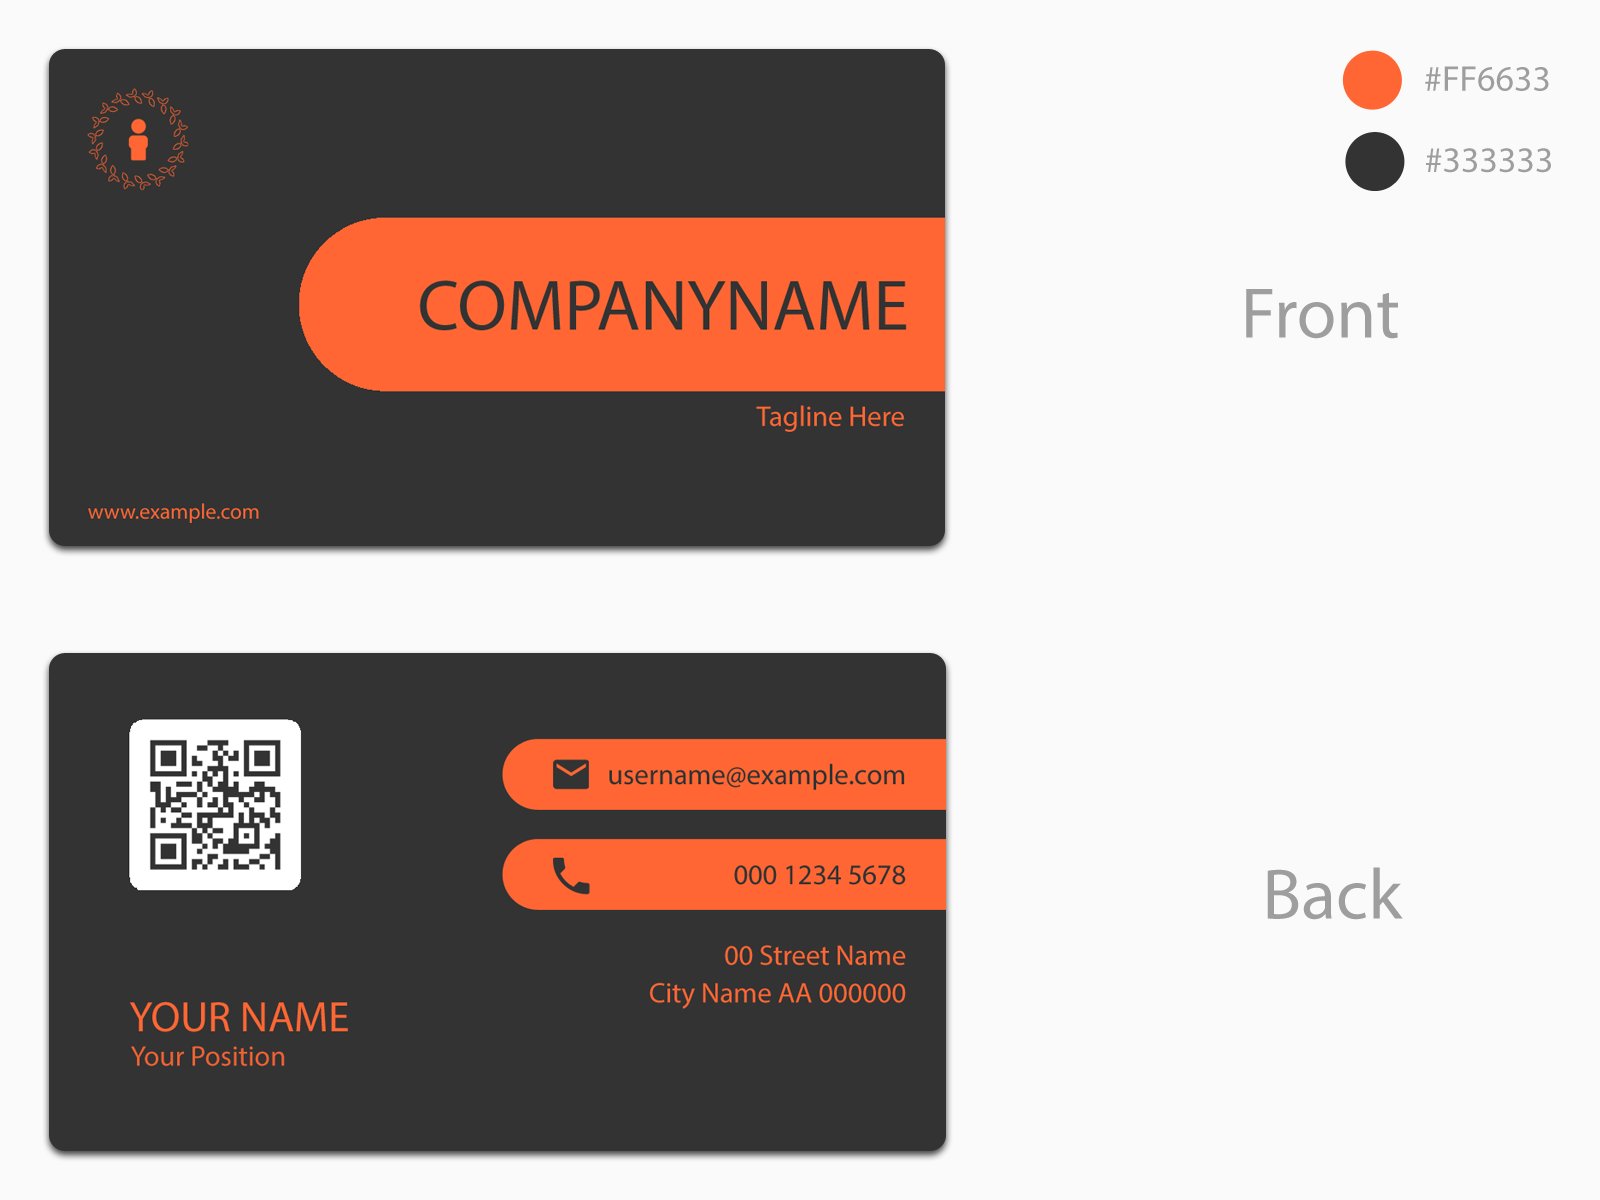 #FF6633
#333333
COMPANYNAME
Tagline Here
www.example.com
Front
username@example.com
000 1234 5678
00 Street Name
City Name AA 000000
YOUR NAME
Your Position
Back